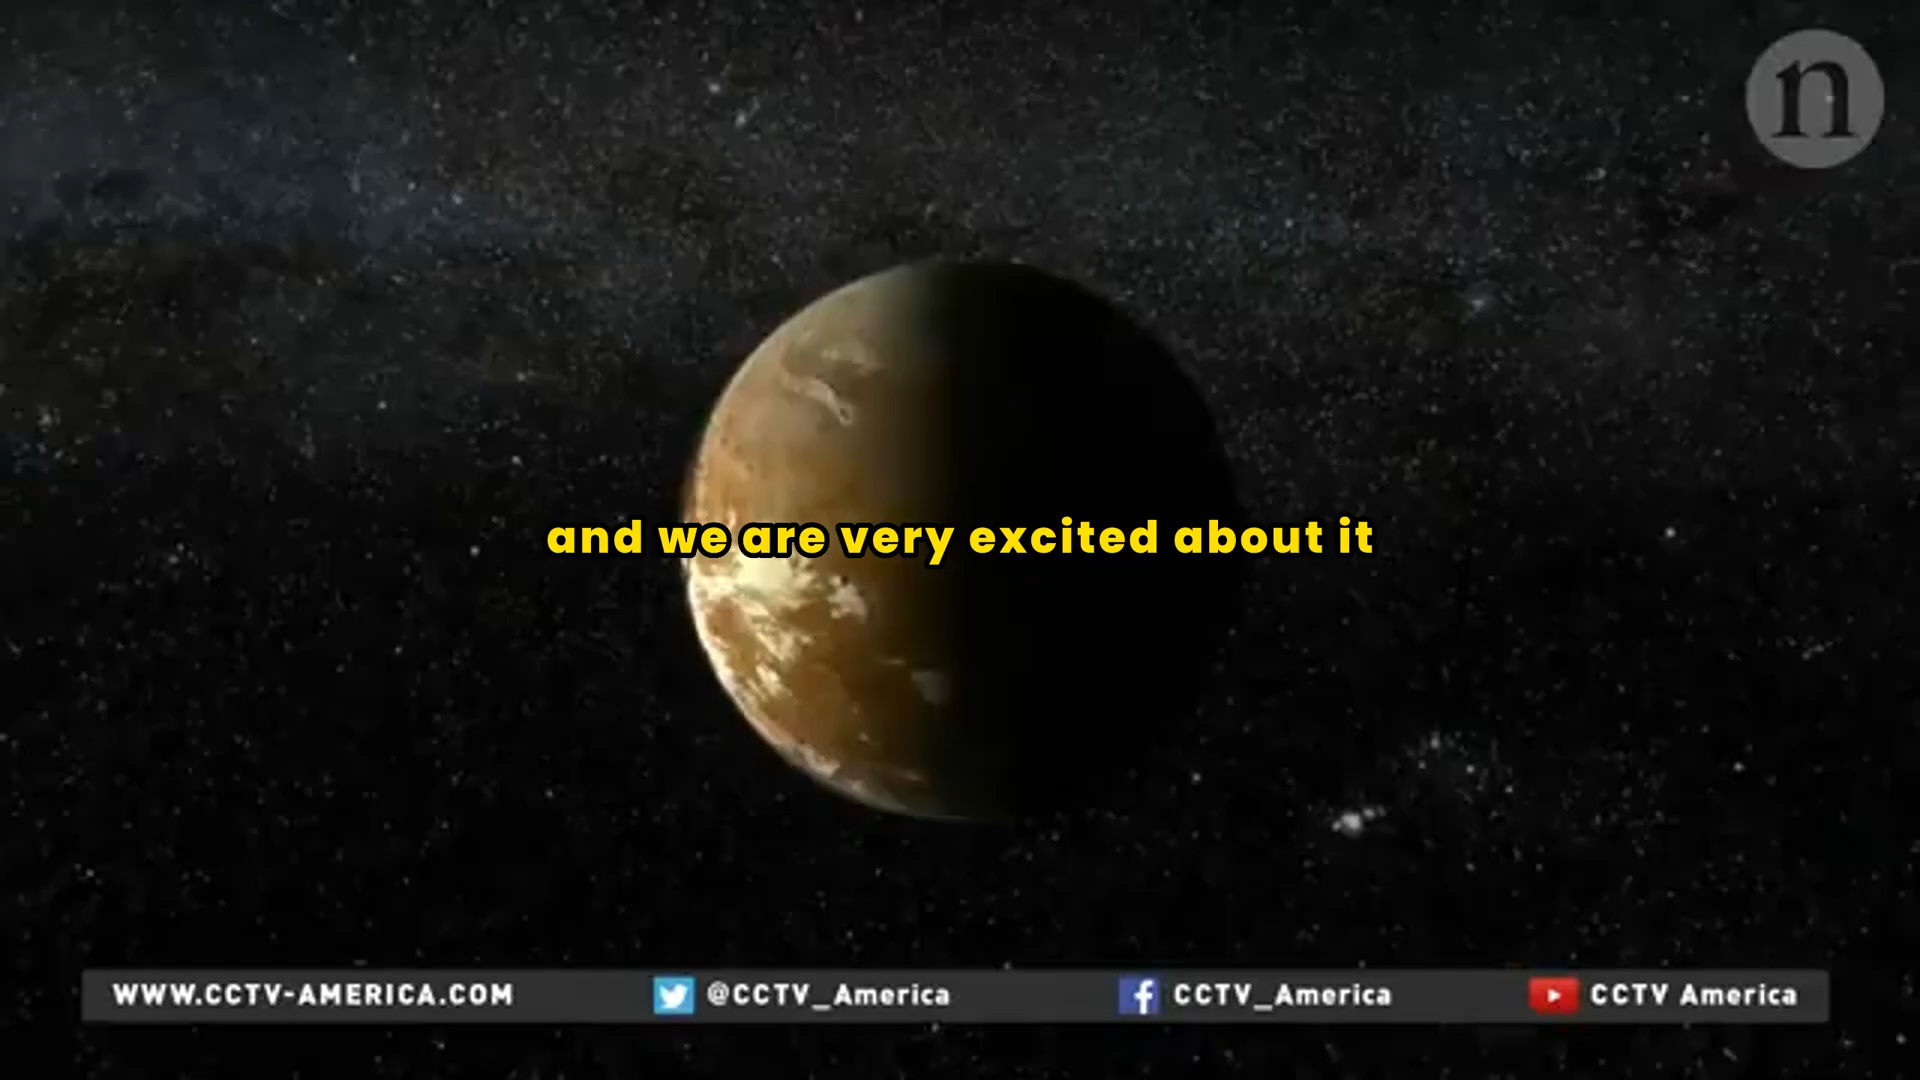 n
and we are very excited about it
WWW.CCTV-AMERICA.COM @CCTV_America CCTV_America CCTV America